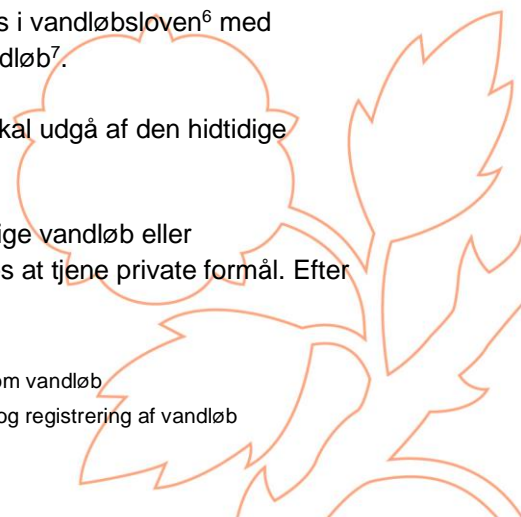 s i vandløbsloven⁶ med
dløb⁷.
kal udgå af den hidtidige
ige vandløb eller
s at tjene private formål. Efter
om vandløb
og registrering af vandløb